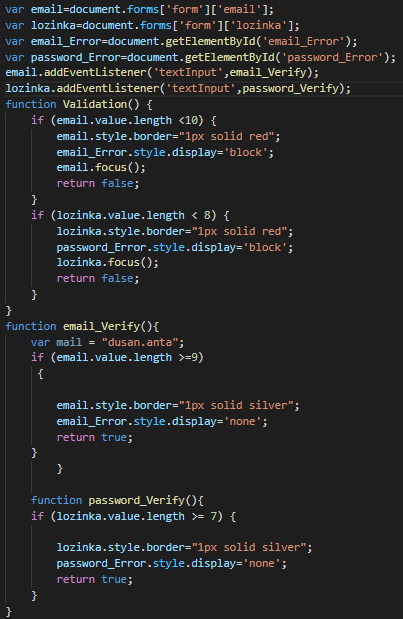 var email=document.forms['form']['email'];
var lozinka=document.forms['form']['lozinka'];
var email_Error=document.getElementById('email_Error');
var password_Error=document.getElementById('password_Error');
email.addEventListener('textInput',email_Verify);
lozinka.addEventListener('textInput',password_Verify);
function Validation() {
    if (email.value.length <10) {
        email.style.border="1px solid red";
        email_Error.style.display='block';
        email.focus();
        return false;
    }
    if (lozinka.value.length < 8) {
        lozinka.style.border="1px solid red";
        password_Error.style.display='block';
        lozinka.focus();
        return false;
    }
}
function email_Verify(){
    var mail = "dusan.anta";
    if (email.value.length >=9)
     {
        email.style.border="1px solid silver";
        email_Error.style.display='none';
        return true;
    }
        }
    function password_Verify(){
    if (lozinka.value.length >= 7) {
        lozinka.style.border="1px solid silver";
        password_Error.style.display='none';
        return true;
    }
}